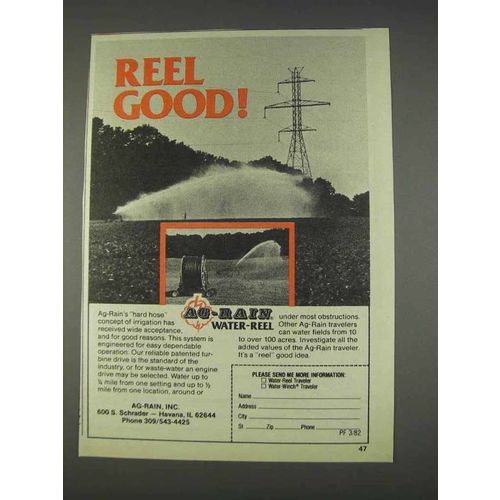 REEL
GOOD!
AG-RAIN
WATER-REEL
Ag-Rain's "hard hose"
concept of irrigation has
received wide acceptance,
and for good reasons. This system is
engineered for easy dependable
operation. Our reliable patented tur-
bine drive is the standard of the
industry, or for waste-water an engine
drive may be selected. Water up to
¼ mile from one setting and up to ½
mile from one location, around or
under most obstructions.
Other Ag-Rain travelers
can water fields from 10
to over 100 acres. Investigate all the
added values of the Ag-Rain traveler.
It's a "reel" good idea.
AG-RAIN, INC.
600 S. Schrader — Havana, IL 62644
Phone 309/543-4425
PLEASE SEND ME MORE INFORMATION:
Water-Reel Traveler
Water-Winch® Traveler
Name
Address
City
St Zip Phone
PF 3/82
47